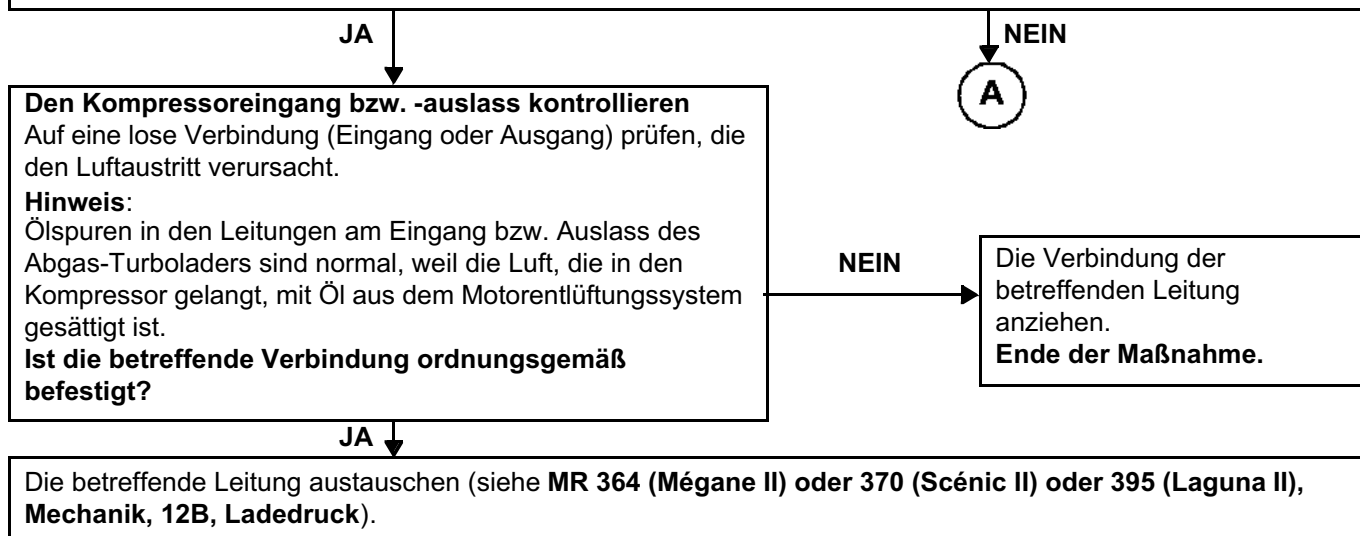 JA
NEIN
A
Den Kompressoreingang bzw. -auslass kontrollieren
Auf eine lose Verbindung (Eingang oder Ausgang) prüfen, die
den Luftaustritt verursacht.
Hinweis:
Ölspuren in den Leitungen am Eingang bzw. Auslass des
Abgas-Turboladers sind normal, weil die Luft, die in den
Kompressor gelangt, mit Öl aus dem Motorentlüftungssystem
gesättigt ist.
Ist die betreffende Verbindung ordnungsgemäß
befestigt?
NEIN
Die Verbindung der
betreffenden Leitung
anziehen.
Ende der Maßnahme.
JA
Die betreffende Leitung austauschen (siehe MR 364 (Mégane II) oder 370 (Scénic II) oder 395 (Laguna II),
Mechanik, 12B, Ladedruck).